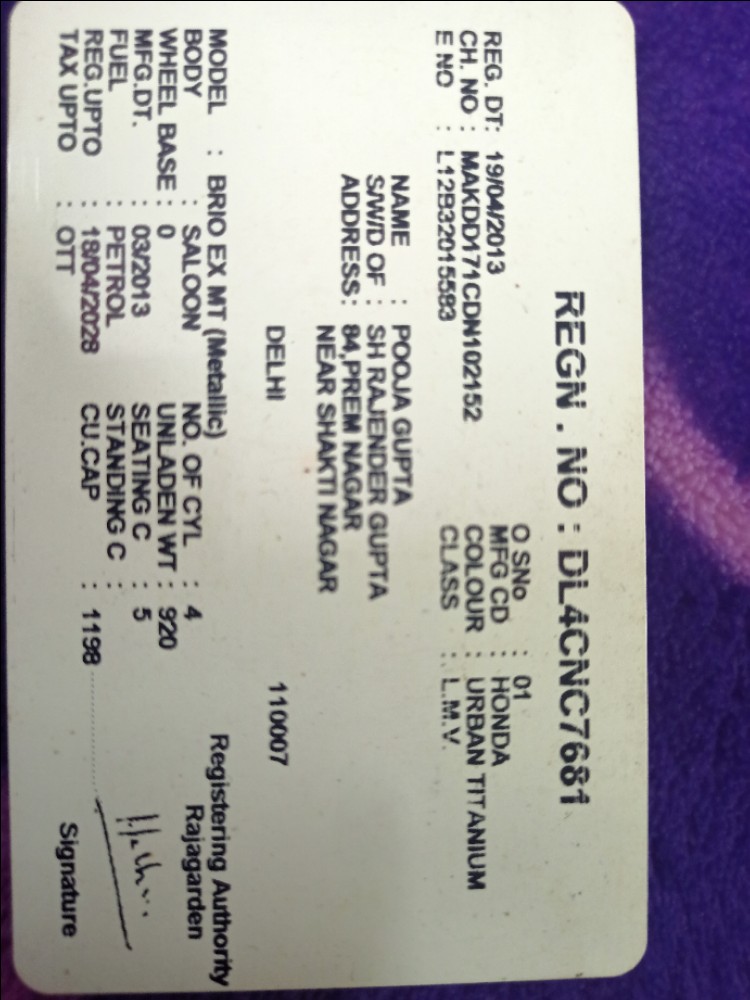 REGN . NO : DL4CNC7681
O SNo : 01
REG. DT: 19/04/2013 MFG CD : HONDA
CH. NO : MAKDD171CDN102152 COLOUR : URBAN TITANIUM
E NO : L12B32015583 CLASS : L.M.V.
NAME : POOJA GUPTA
S/W/D OF : SH RAJENDER GUPTA
ADDRESS: 84,PREM NAGAR
NEAR SHAKTI NAGAR
DELHI 110007
MODEL : BRIO EX MT (Metallic)
BODY : SALOON NO. OF CYL : 4
WHEEL BASE : 0 UNLADEN WT : 920
MFG.DT. : 03/2013 SEATING C : 5
FUEL : PETROL STANDING C :
REG.UPTO : 18/04/2028 CU.CAP : 1198
TAX UPTO : OTT
Registering Authority
Rajagarden
Signature